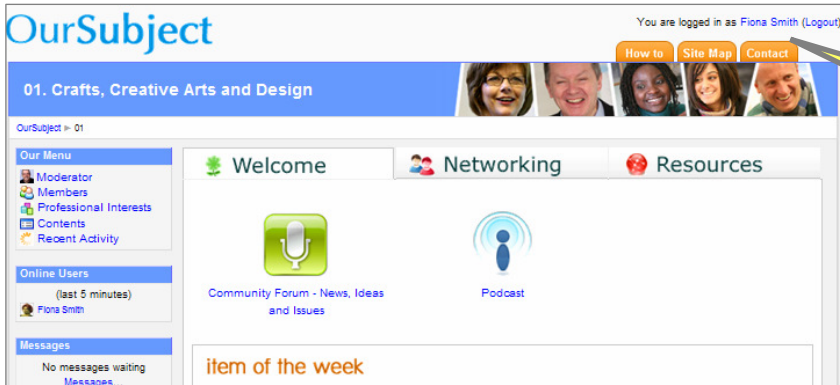 OurSubject
You are logged in as Fiona Smith (Logout)
How to Site Map Contact
01. Crafts, Creative Arts and Design
OurSubject ► 01
Our Menu
Moderator
Members
Professional Interests
Contents
Recent Activity
Online Users
(last 5 minutes)
Fiona Smith
Messages
No messages waiting
Messages...
Welcome
Networking
Resources
Community Forum - News, Ideas
and Issues
Podcast
item of the week